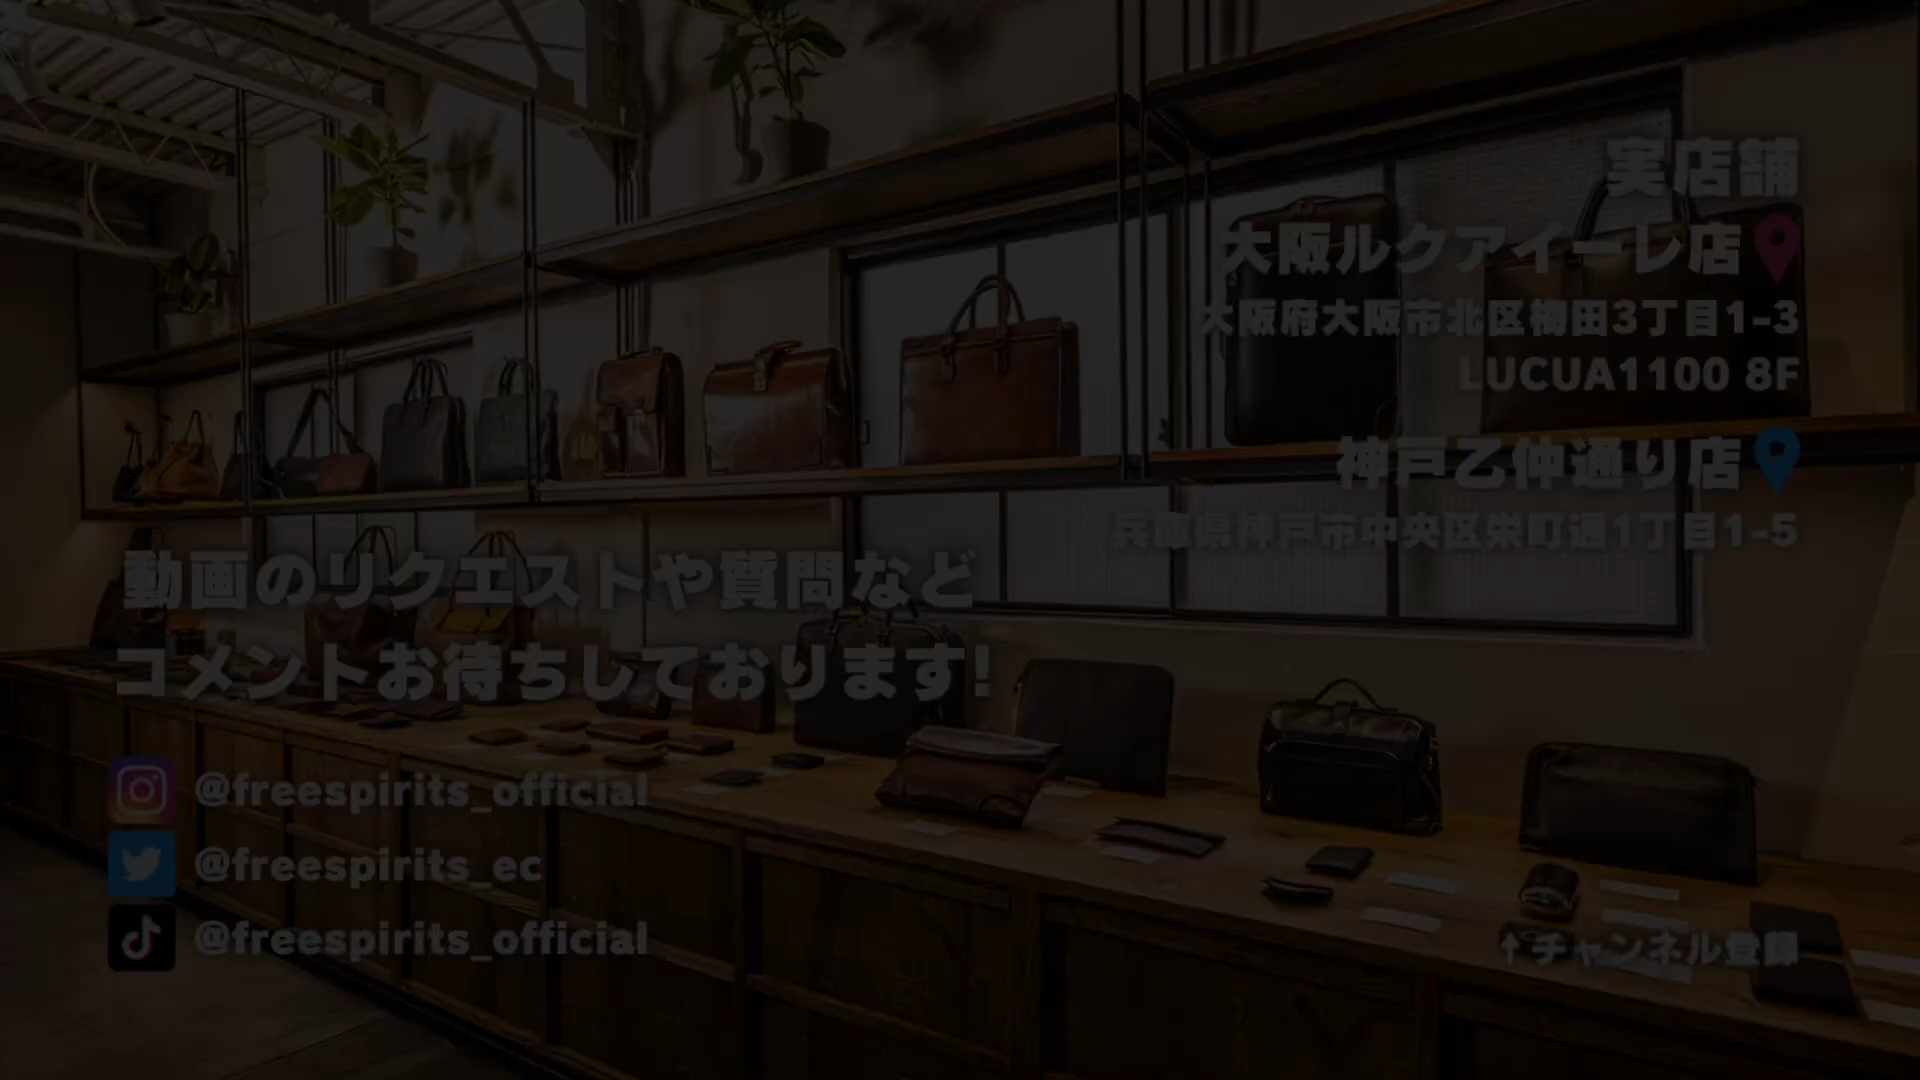 実店舗
大阪ルクアイーレ店
大阪府大阪市北区梅田3丁目1-3
LUCUA1100 8F
神戸乙仲通り店
兵庫県神戸市中央区栄町通1丁目1-5
動画のリクエストや質問など
コメントお待ちしております!
@freespirits_official
@freespirits_ec
@freespirits_official
↑チャンネル登録